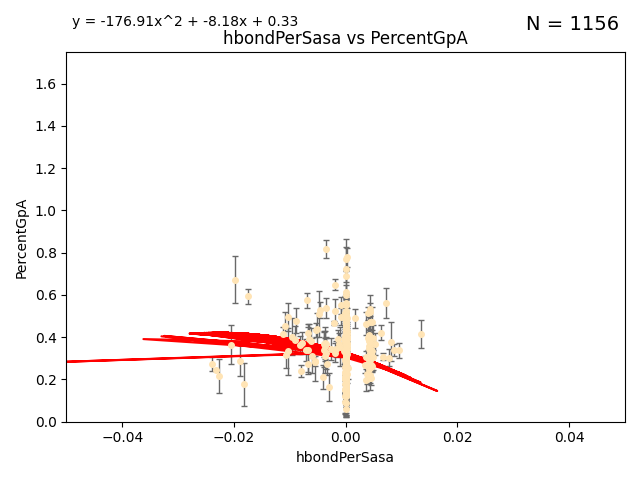 y = -176.91x^2 + -8.18x + 0.33
N = 1156
hbondPerSasa vs PercentGpA
PercentGpA
1.6
1.4
1.2
1.0
0.8
0.6
0.4
0.2
0.0
−0.04 −0.02 0.00 0.02 0.04
hbondPerSasa